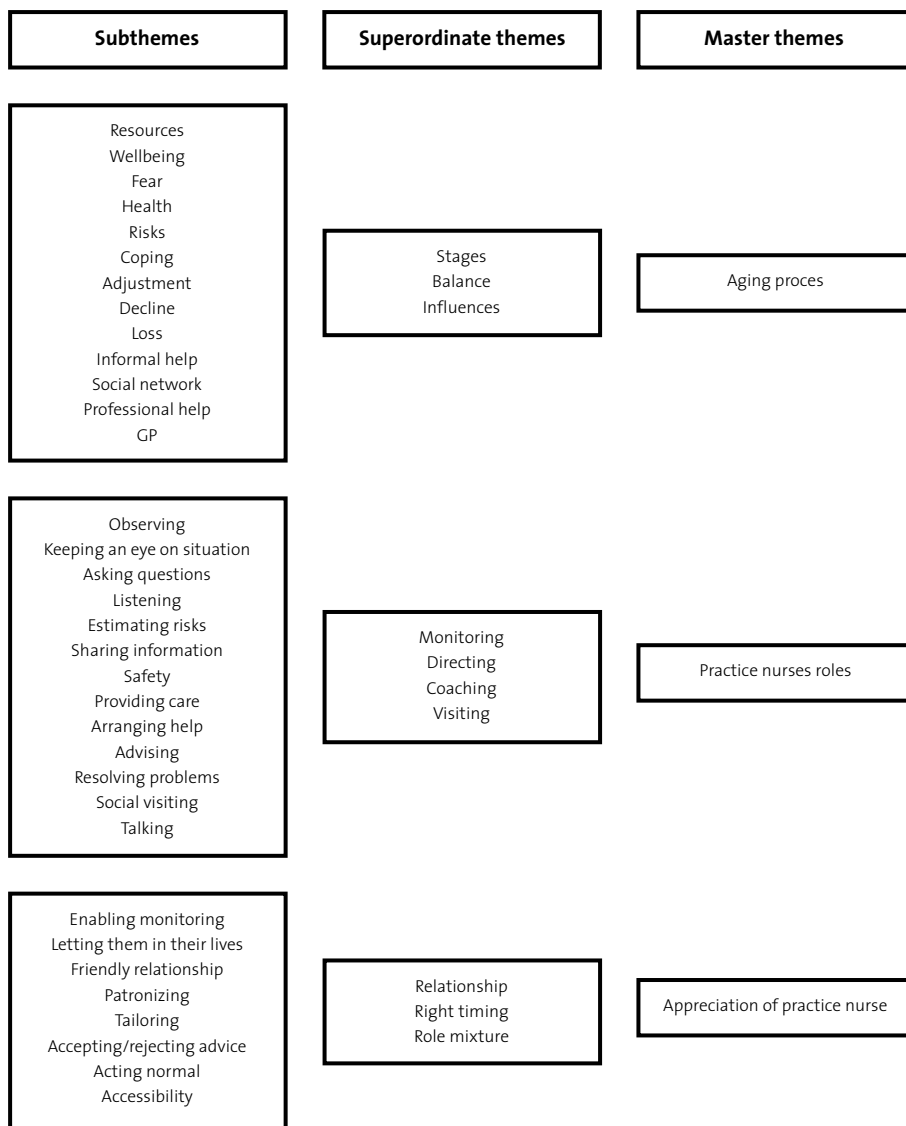 Subthemes
Superordinate themes
Master themes
Resources
Wellbeing
Fear
Health
Risks
Coping
Adjustment
Decline
Loss
Informal help
Social network
Professional help
GP
Stages
Balance
Influences
Aging proces
Observing
Keeping an eye on situation
Asking questions
Listening
Estimating risks
Sharing information
Safety
Providing care
Arranging help
Advising
Resolving problems
Social visiting
Talking
Monitoring
Directing
Coaching
Visiting
Practice nurses roles
Enabling monitoring
Letting them in their lives
Friendly relationship
Patronizing
Tailoring
Accepting/rejecting advice
Acting normal
Accessibility
Relationship
Right timing
Role mixture
Appreciation of practice nurse